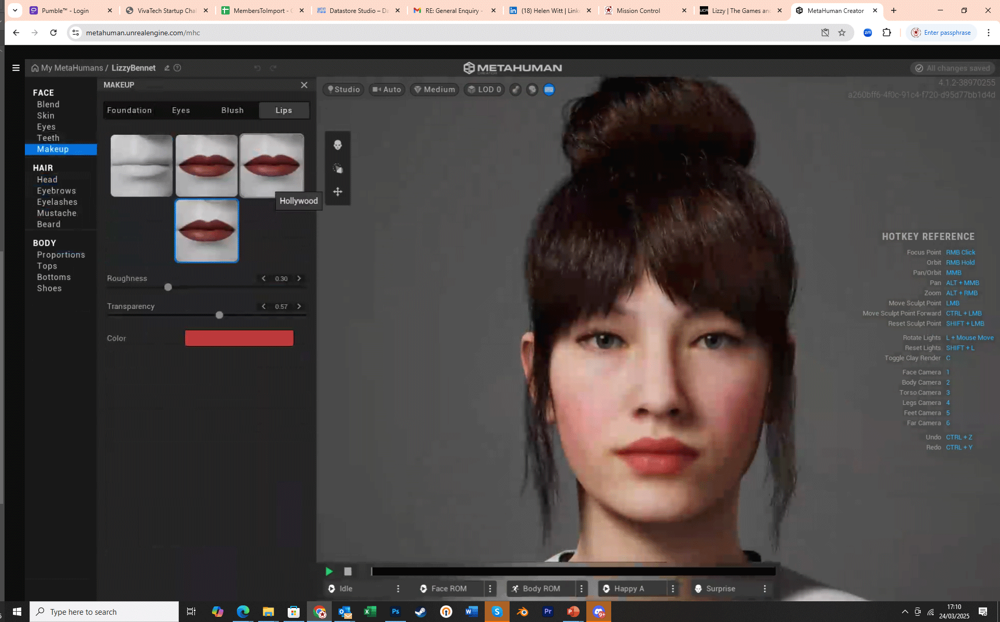 Pumble™ - Login
VivaTech Startup Chal
MembersToImport - G
Datastore Studio – Da
RE: General Enquiry -
(18) Helen Witt | Link
Mission Control
Lizzy | The Games and
MetaHuman Creator
metahuman.unrealengine.com/mhc
Enter passphrase
My MetaHumans / LizzyBennet
METAHUMAN
CREATOR
All changes saved
4.1.2-38970255
a260bff6-4f0c-91c4-f720-d95d77bb1d4d
FACE
Blend
Skin
Eyes
Teeth
Makeup
HAIR
Head
Eyebrows
Eyelashes
Mustache
Beard
BODY
Proportions
Tops
Bottoms
Shoes
MAKEUP
Foundation
Eyes
Blush
Lips
Hollywood
Roughness
0.30
Transparency
0.57
Color
Studio
Auto
Medium
LOD 0
HOTKEY REFERENCE
Focus Point RMB Click
Orbit RMB Hold
Pan/Orbit MMB
Pan ALT + MMB
Zoom ALT + RMB
Move Sculpt Point LMB
Move Sculpt Point Forward CTRL + LMB
Reset Sculpt Point SHIFT + LMB
Rotate Lights L + Mouse Move
Reset Lights SHIFT + L
Toggle Clay Render C
Face Camera 1
Body Camera 2
Torso Camera 3
Legs Camera 4
Feet Camera 5
Far Camera 6
Undo CTRL + Z
Redo CTRL + Y
Idle
Face ROM
Body ROM
Happy A
Surprise
Type here to search
17:10
24/03/2025